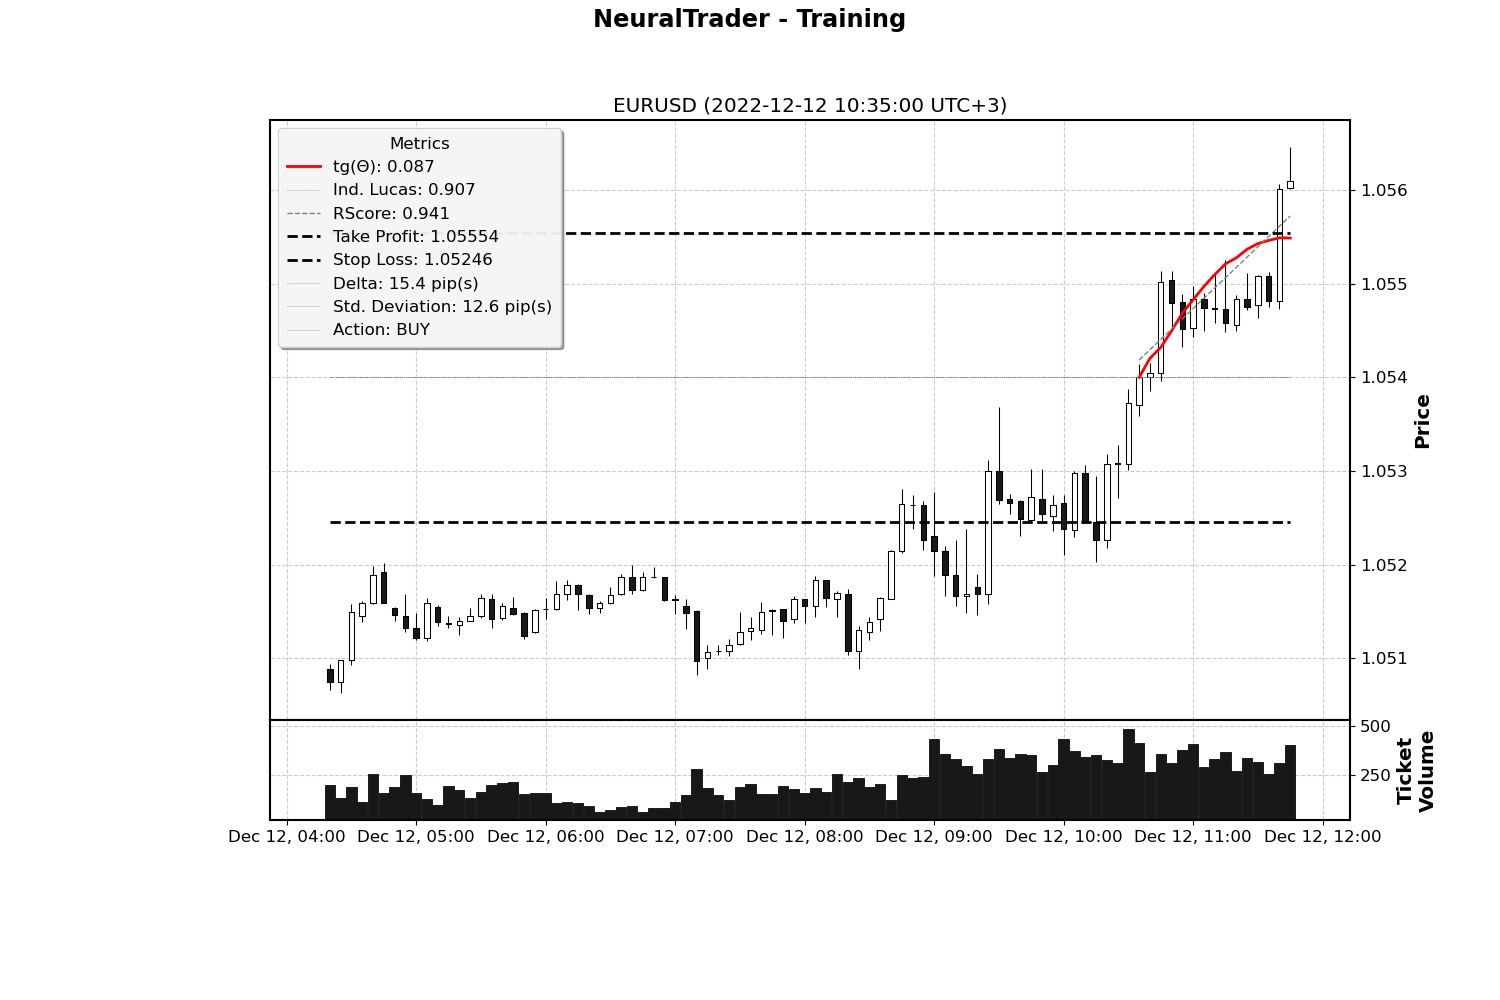 NeuralTrader - Training
EURUSD (2022-12-12 10:35:00 UTC+3)
Metrics
tg(Θ): 0.087
Ind. Lucas: 0.907
RScore: 0.941
Take Profit: 1.05554
Stop Loss: 1.05246
Delta: 15.4 pip(s)
Std. Deviation: 12.6 pip(s)
Action: BUY
1.056
1.055
1.054
1.053
1.052
1.051
Price
500
250
Ticket
Volume
Dec 12, 04:00 Dec 12, 05:00 Dec 12, 06:00 Dec 12, 07:00 Dec 12, 08:00 Dec 12, 09:00 Dec 12, 10:00 Dec 12, 11:00 Dec 12, 12:00